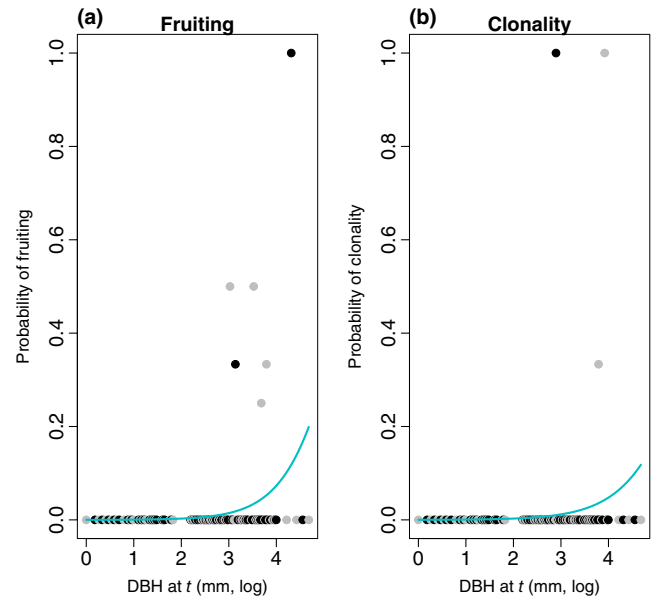 (a)
Fruiting
Probability of fruiting
1.0
0.8
0.6
0.4
0.2
0.0
0 1 2 3 4
DBH at t (mm, log)
(b)
Clonality
Probability of clonality
1.0
0.8
0.6
0.4
0.2
0.0
0 1 2 3 4
DBH at t (mm, log)